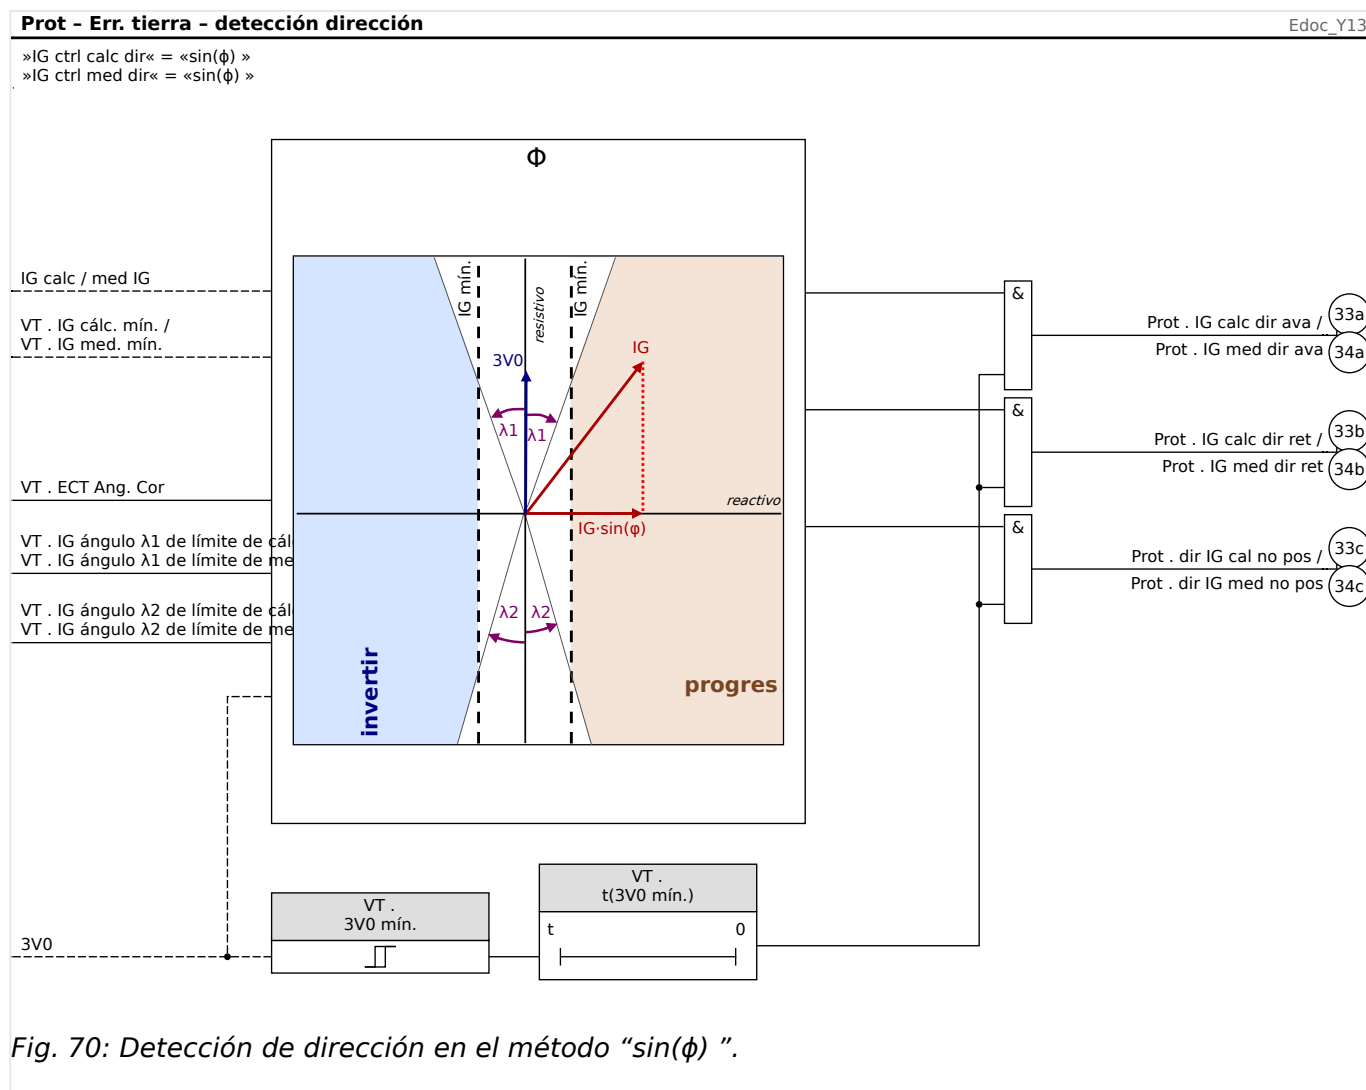 Prot – Err. tierra – detección dirección
Edoc_Y13
»IG ctrl calc dir« = «sin(ϕ) »
»IG ctrl med dir« = «sin(ϕ) »
Φ
IG calc / med IG
VT . IG cálc. mín. /
VT . IG med. mín.
VT . ECT Ang. Cor
VT . IG ángulo λ1 de límite de cál
VT . IG ángulo λ1 de límite de me
VT . IG ángulo λ2 de límite de cál
VT . IG ángulo λ2 de límite de me
3V0
IG mín.
resistivo
IG mín.
3V0
IG
λ1
λ1
reactivo
IG·sin(φ)
λ2
λ2
invertir
progres
&
Prot . IG calc dir ava /
Prot . IG med dir ava
33a
34a
&
Prot . IG calc dir ret /
Prot . IG med dir ret
33b
34b
&
Prot . dir IG cal no pos /
Prot . dir IG med no pos
33c
34c
VT .
3V0 mín.
VT .
t(3V0 mín.)
t
0
Fig. 70: Detección de dirección en el método “sin(ϕ) ”.